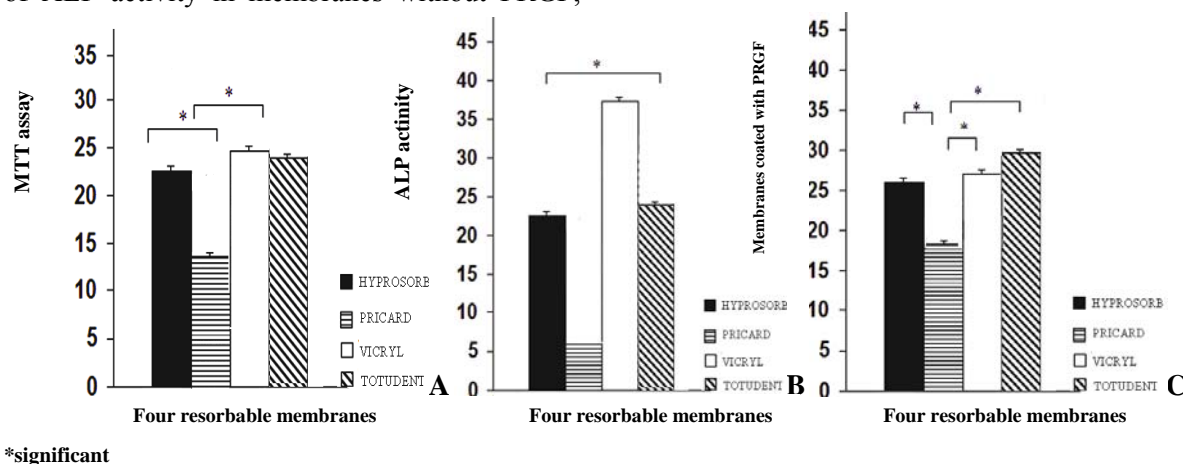 of ALP activity in membranes without PRGF,
MTT assay
35
30
25
20
15
10
5
0
*
*
HYPROSORB
PRICARD
VICRYL
TOTUDENT
A
Four resorbable membranes
ALP actinity
45
40
35
30
25
20
15
10
5
0
*
HYPROSORB
PRICARD
VICRYL
TOTUDENT
B
Four resorbable membranes
Membranes coated with PRGF
45
40
35
30
25
20
15
10
5
0
*
*
*
HYPROSORB
PRICARD
VICRYL
TOTUDENT
C
Four resorbable membranes
*significant